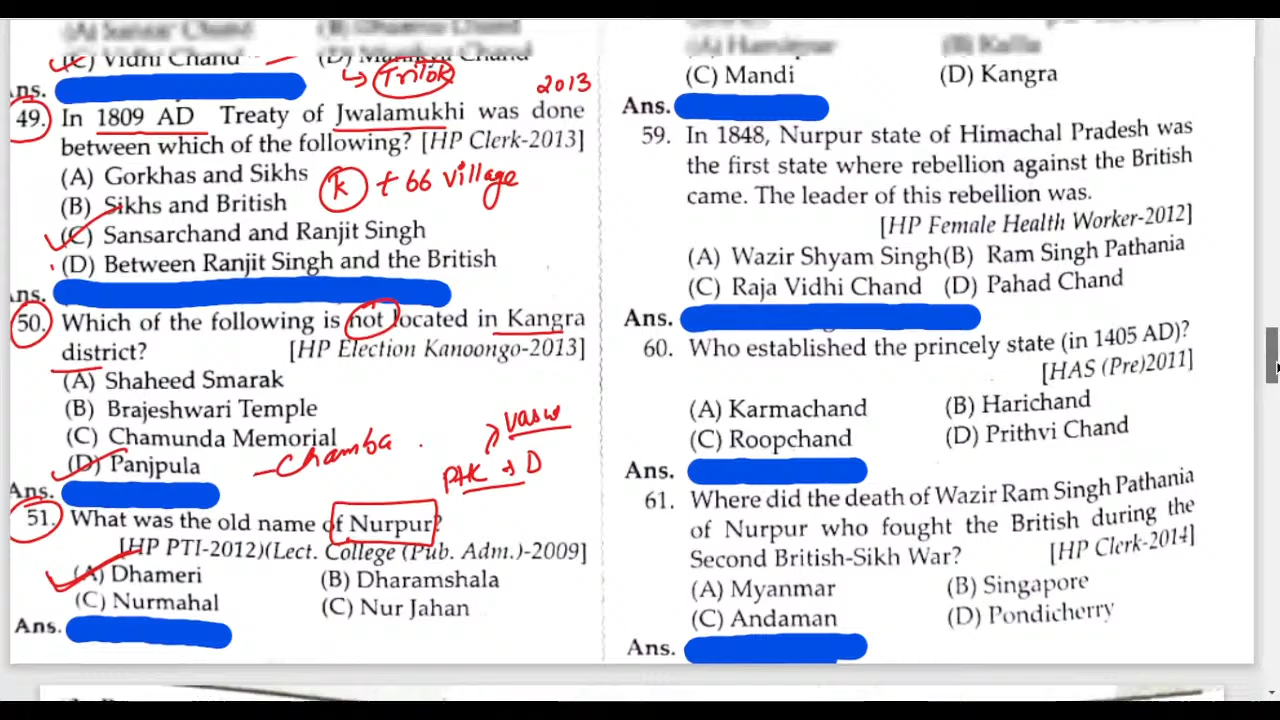 (C) Vidhi Chand
(D) Manikya Chand
Trilok
ns.
2013
49. In 1809 AD Treaty of Jwalamukhi was done
between which of the following? [HP Clerk-2013]
(A) Gorkhas and Sikhs
(B) Sikhs and British
K + 66 village
(C) Sansarchand and Ranjit Singh
(D) Between Ranjit Singh and the British
ns.
50. Which of the following is not located in Kangra
district? [HP Election Kanoongo-2013]
(A) Shaheed Smarak
(B) Brajeshwari Temple
(C) Chamunda Memorial
(D) Panjpula
- Chamba
Ans.
51. What was the old name of Nurpur?
[HP PTI-2012)(Lect. College (Pub. Adm.)-2009]
(A) Dhameri (B) Dharamshala
(C) Nurmahal (C) Nur Jahan
Ans.
(C) Mandi (D) Kangra
Ans.
59. In 1848, Nurpur state of Himachal Pradesh was
the first state where rebellion against the British
came. The leader of this rebellion was.
[HP Female Health Worker-2012]
(A) Wazir Shyam Singh(B) Ram Singh Pathania
(C) Raja Vidhi Chand (D) Pahad Chand
Ans.
60. Who established the princely state (in 1405 AD)?
[HAS (Pre)2011]
(A) Karmachand (B) Harichand
(C) Roopchand (D) Prithvi Chand
Ans.
61. Where did the death of Wazir Ram Singh Pathania
of Nurpur who fought the British during the
Second British-Sikh War? [HP Clerk-2014]
(A) Myanmar (B) Singapore
(C) Andaman (D) Pondicherry
Ans.